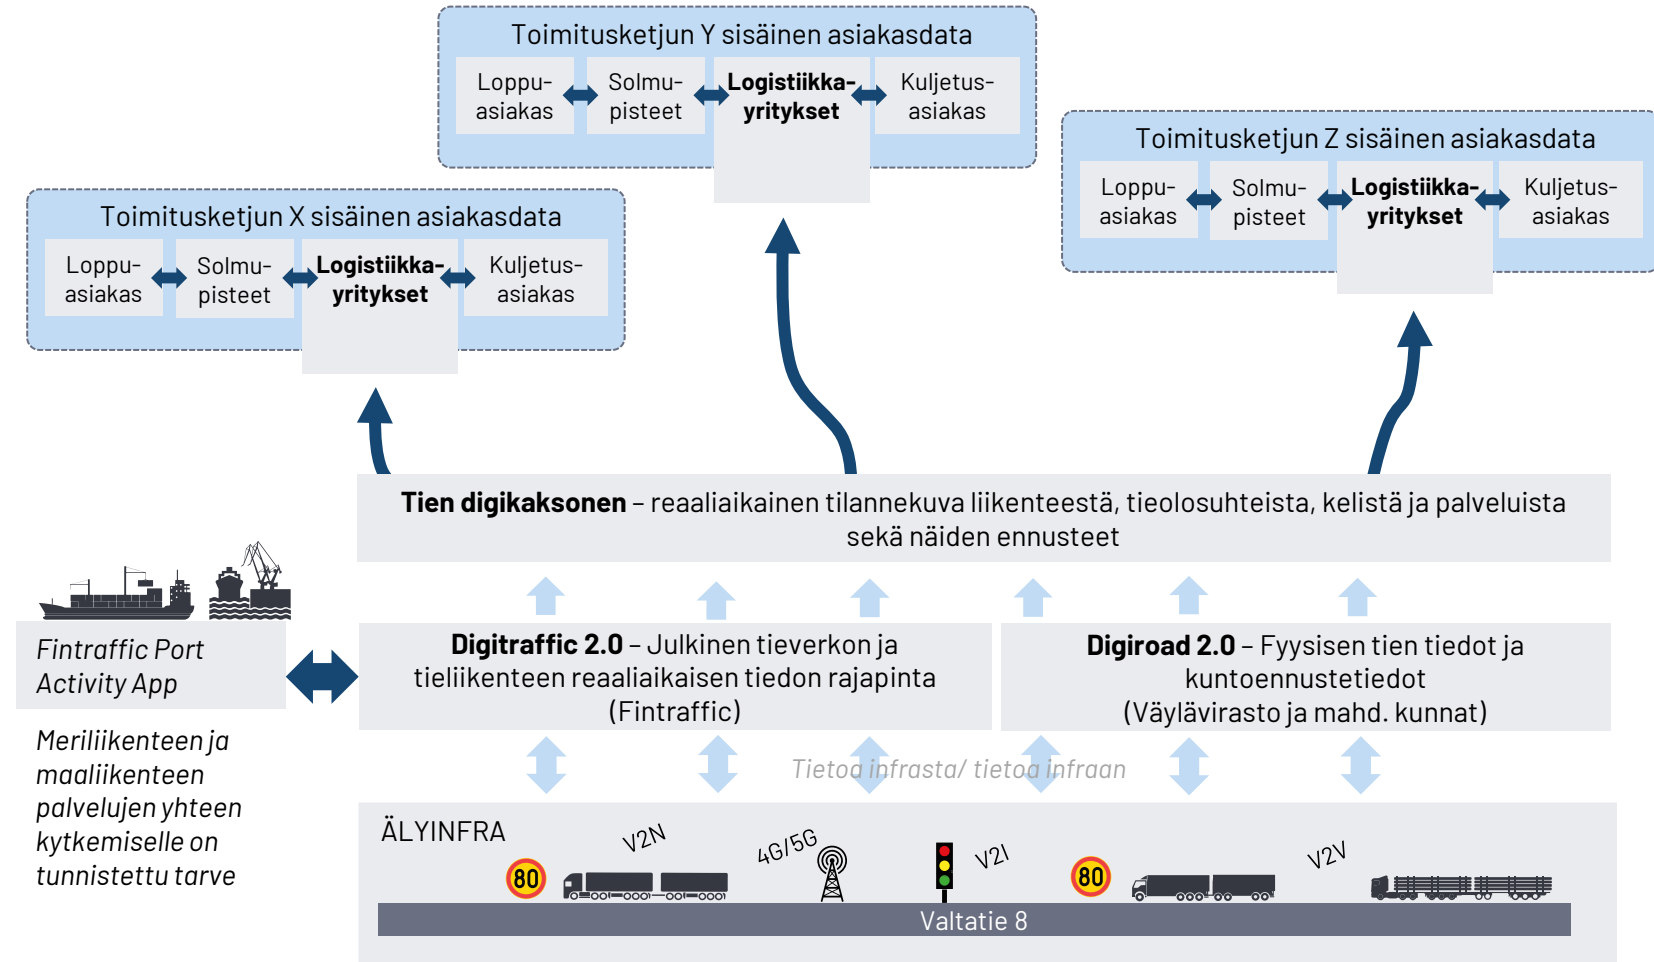 Toimitusketjun Y sisäinen asiakasdata
Loppu-
asiakas
Solmu-
pisteet
Logistiikka-
yritykset
Kuljetus-
asiakas
Toimitusketjun Z sisäinen asiakasdata
Loppu-
asiakas
Solmu-
pisteet
Logistiikka-
yritykset
Kuljetus-
asiakas
Toimitusketjun X sisäinen asiakasdata
Loppu-
asiakas
Solmu-
pisteet
Logistiikka-
yritykset
Kuljetus-
asiakas
Tien digikaksonen – reaaliaikainen tilannekuva liikenteestä, tieolosuhteista, kelistä ja palveluista
sekä näiden ennusteet
Fintraffic Port
Activity App
Digitraffic 2.0 – Julkinen tieverkon ja
tieliikenteen reaaliaikaisen tiedon rajapinta
(Fintraffic)
Digiroad 2.0 – Fyysisen tien tiedot ja
kuntoennustetiedot
(Väylävirasto ja mahd. kunnat)
Meriliikenteen ja
maaliikenteen
palvelujen yhteen
kytkemiselle on
tunnistettu tarve
Tietoa infrasta/ tietoa infraan
ÄLYINFRA
80
V2N
4G/5G
V2I
80
V2V
Valtatie 8